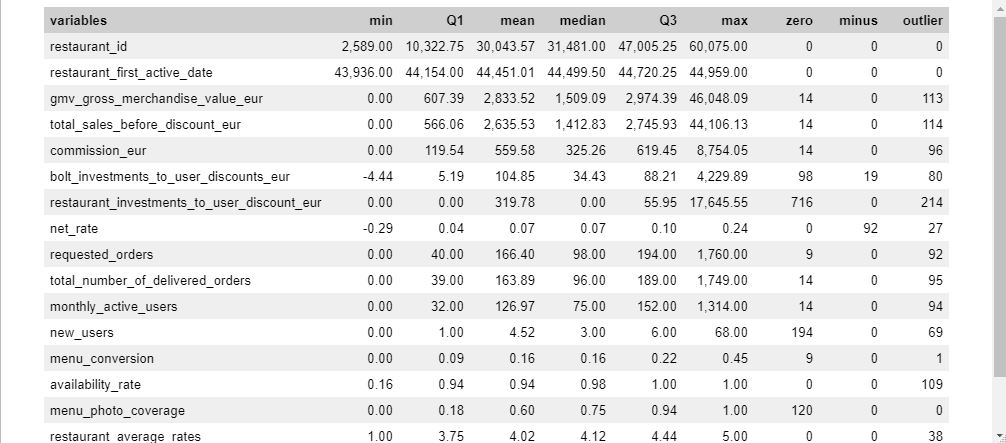 variables min Q1 mean median Q3 max zero minus outlier
restaurant_id 2,589.00 10,322.75 30,043.57 31,481.00 47,005.25 60,075.00 0 0 0
restaurant_first_active_date 43,936.00 44,154.00 44,451.01 44,499.50 44,720.25 44,959.00 0 0 0
gmv_gross_merchandise_value_eur 0.00 607.39 2,833.52 1,509.09 2,974.39 46,048.09 14 0 113
total_sales_before_discount_eur 0.00 566.06 2,635.53 1,412.83 2,745.93 44,106.13 14 0 114
commission_eur 0.00 119.54 559.58 325.26 619.45 8,754.05 14 0 96
bolt_investments_to_user_discounts_eur -4.44 5.19 104.85 34.43 88.21 4,229.89 98 19 80
restaurant_investments_to_user_discount_eur 0.00 0.00 319.78 0.00 55.95 17,645.55 716 0 214
net_rate -0.29 0.04 0.07 0.07 0.10 0.24 0 92 27
requested_orders 0.00 40.00 166.40 98.00 194.00 1,760.00 9 0 92
total_number_of_delivered_orders 0.00 39.00 163.89 96.00 189.00 1,749.00 14 0 95
monthly_active_users 0.00 32.00 126.97 75.00 152.00 1,314.00 14 0 94
new_users 0.00 1.00 4.52 3.00 6.00 68.00 194 0 69
menu_conversion 0.00 0.09 0.16 0.16 0.22 0.45 9 0 1
availability_rate 0.16 0.94 0.94 0.98 1.00 1.00 0 0 109
menu_photo_coverage 0.00 0.18 0.60 0.75 0.94 1.00 120 0 0
restaurant_average_rates 1.00 3.75 4.02 4.12 4.44 5.00 0 0 38